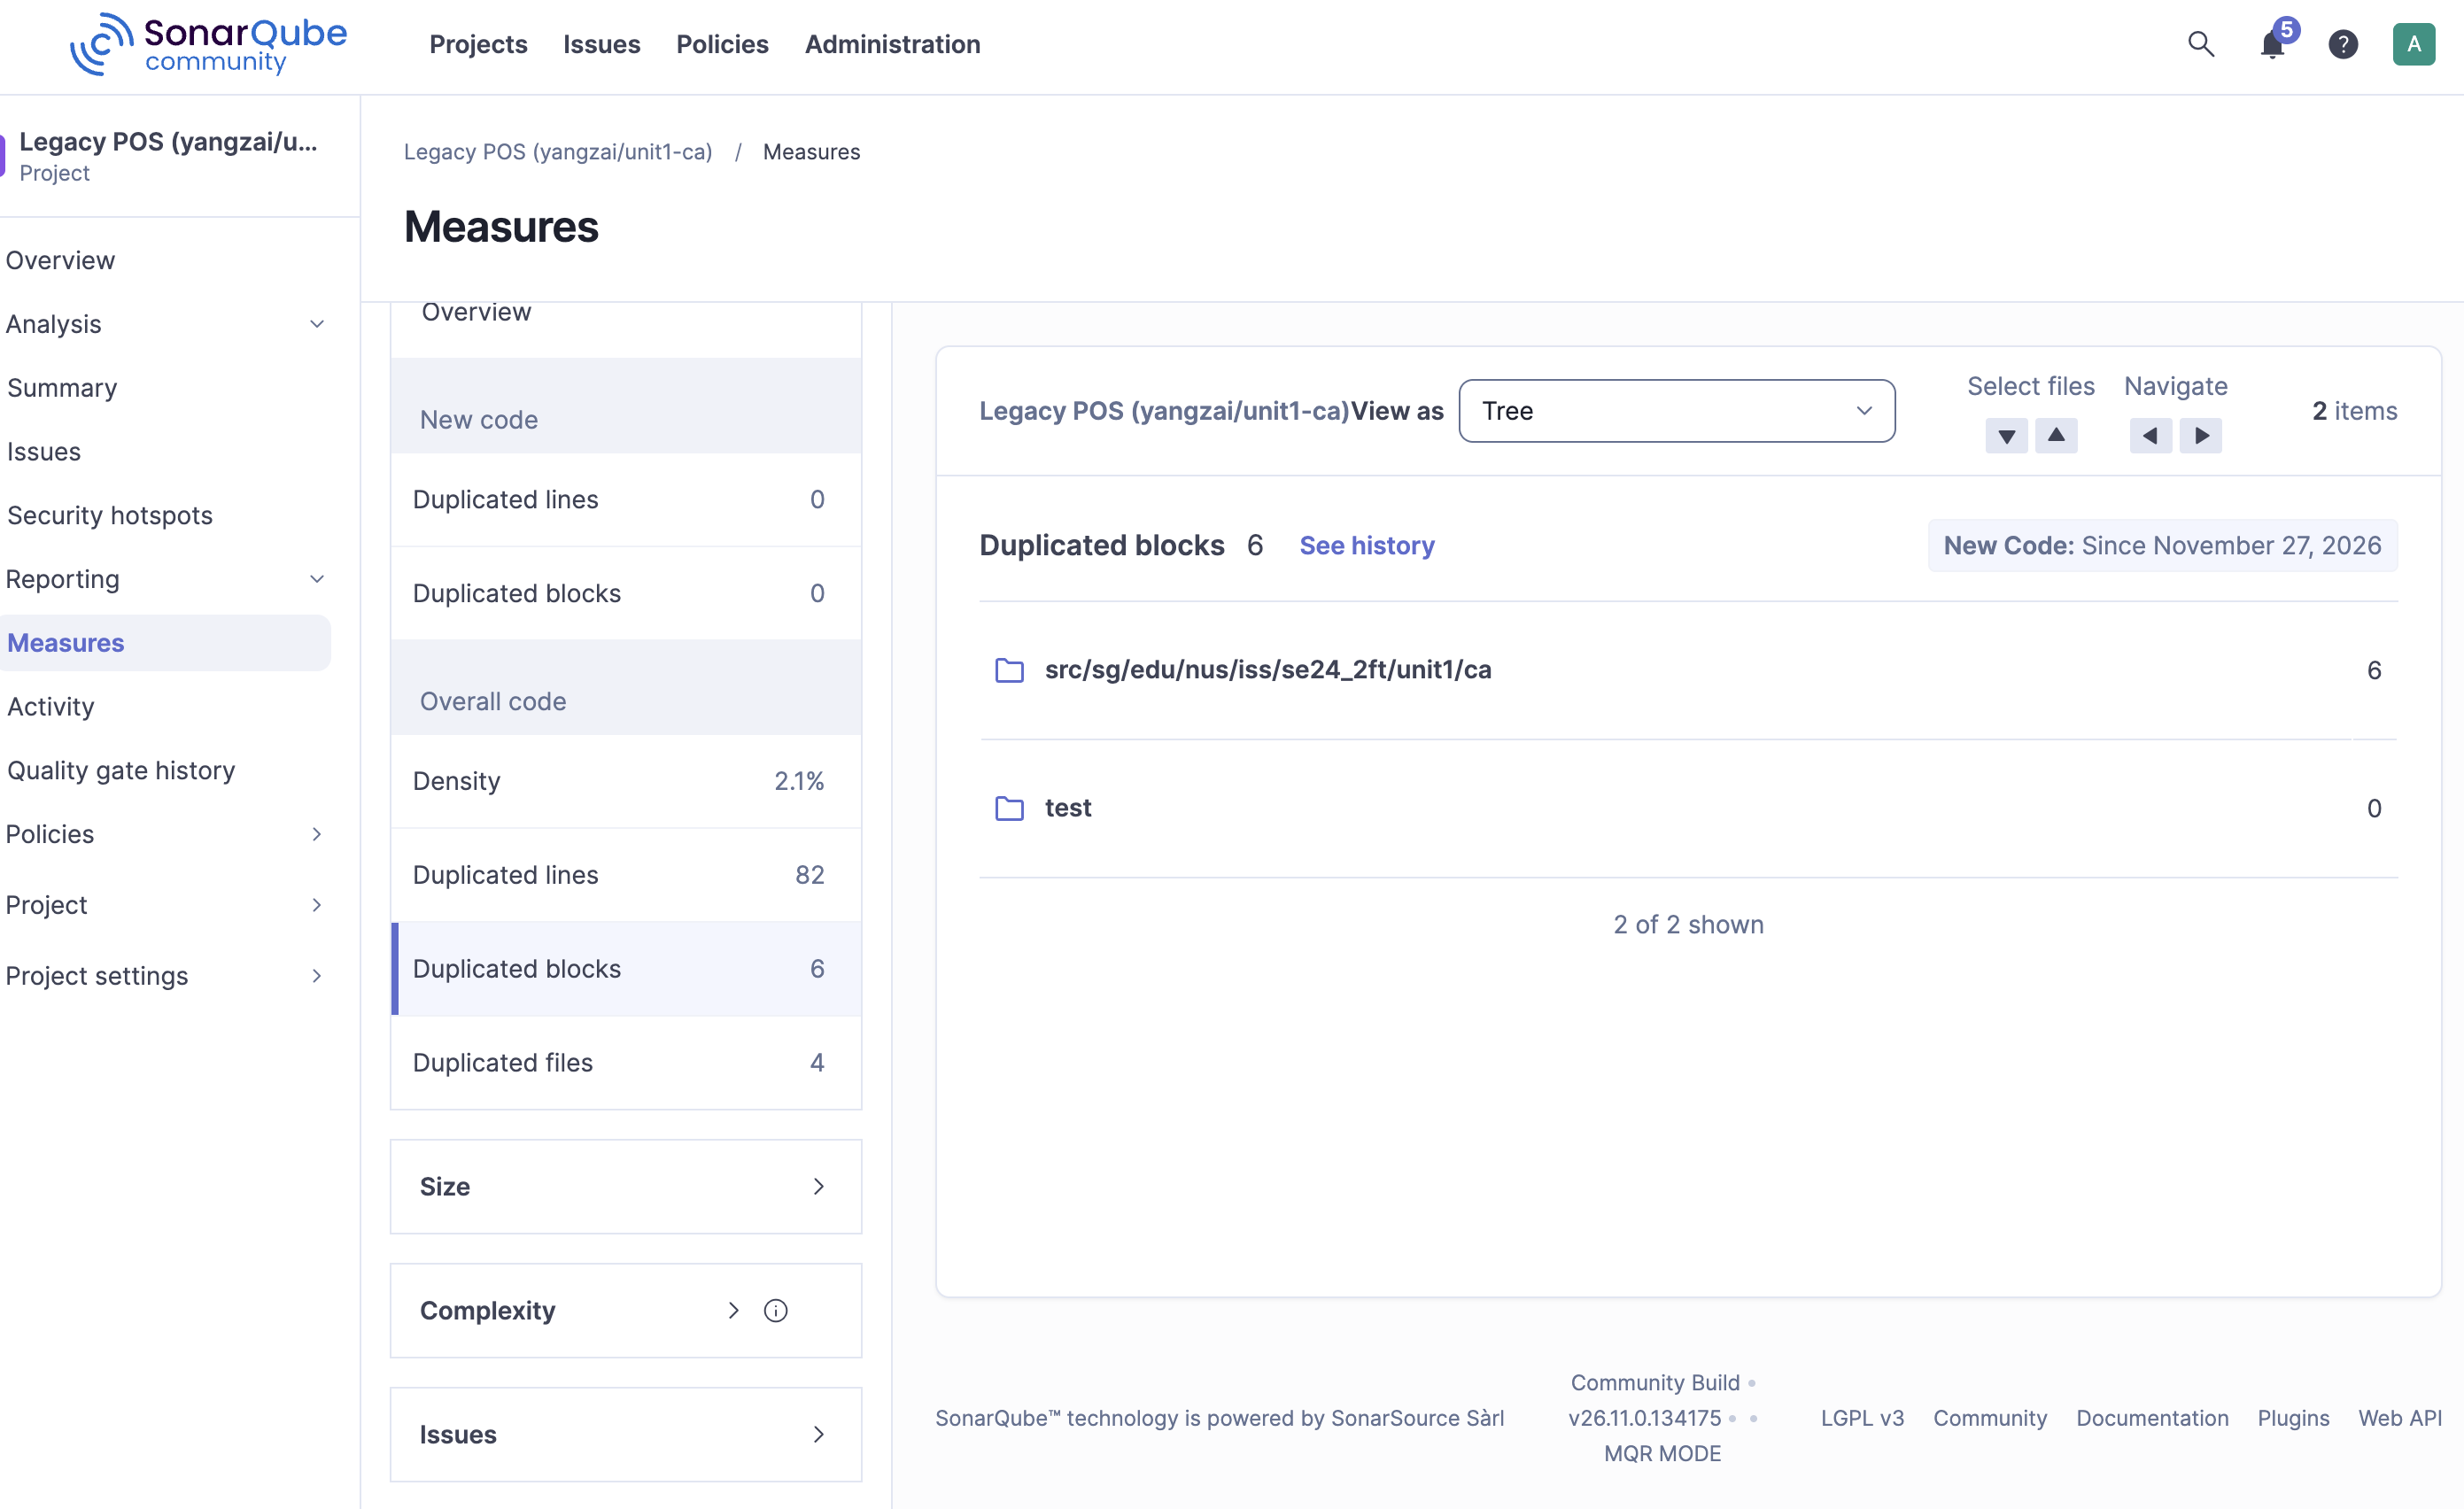 SonarQube
community
Projects
Issues
Policies
Administration
5
?
A
Legacy POS (yangzai/u...
Project
Overview
Analysis
Summary
Issues
Security hotspots
Reporting
Measures
Activity
Quality gate history
Policies
Project
Project settings
Legacy POS (yangzai/unit1-ca) / Measures
Measures
Overview
New code
Duplicated lines 0
Duplicated blocks 0
Overall code
Density 2.1%
Duplicated lines 82
Duplicated blocks 6
Duplicated files 4
Size
Complexity
Issues
Legacy POS (yangzai/unit1-ca)View as Tree
Select files
Navigate
2 items
Duplicated blocks 6 See history
New Code: Since November 27, 2026
src/sg/edu/nus/iss/se24_2ft/unit1/ca 6
test 0
2 of 2 shown
SonarQube™ technology is powered by SonarSource Sàrl
Community Build •
v26.11.0.134175 • •
MQR MODE
LGPL v3
Community
Documentation
Plugins
Web API